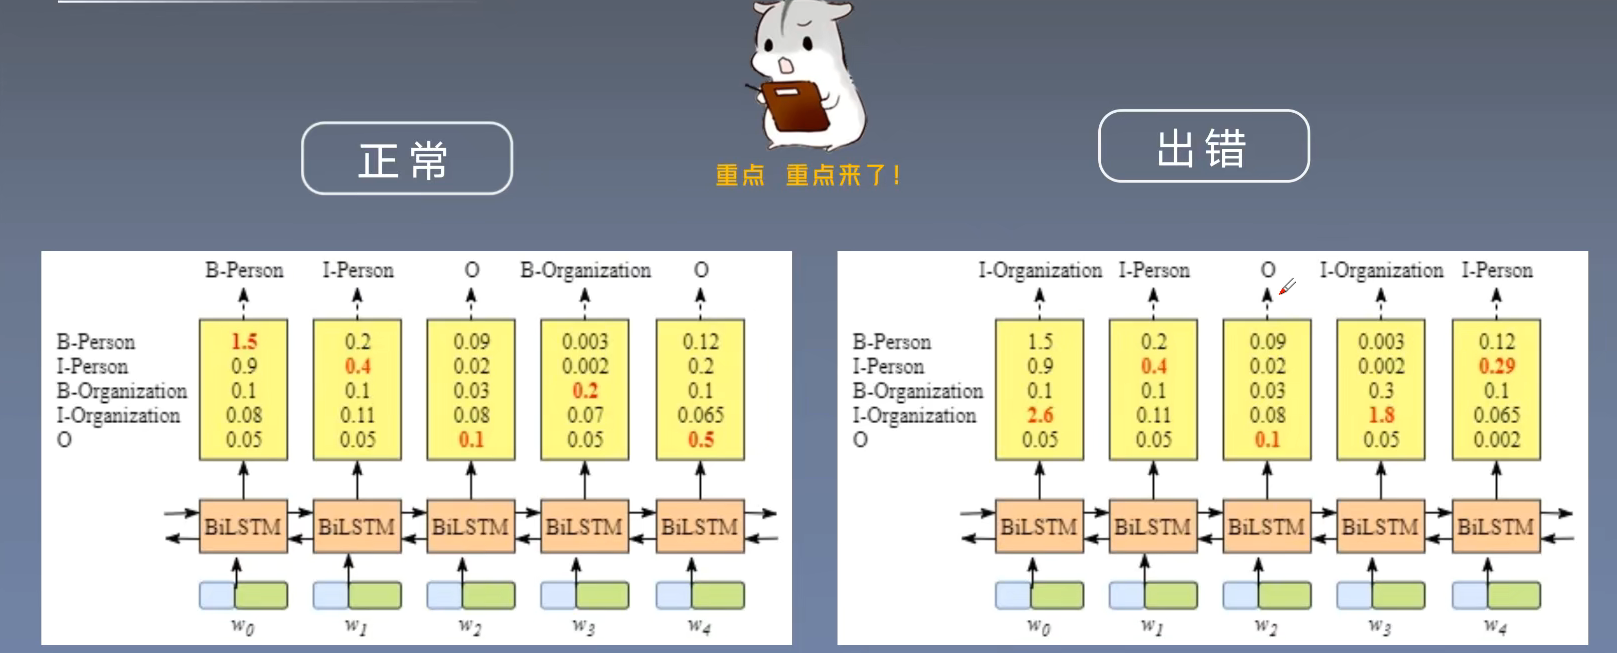 正常
重点 重点来了！
出错
B-Person I-Person O B-Organization O
B-Person 1.5 0.2 0.09 0.003 0.12
I-Person 0.9 0.4 0.02 0.002 0.2
B-Organization 0.1 0.1 0.03 0.2 0.1
I-Organization 0.08 0.11 0.08 0.07 0.065
O 0.05 0.05 0.1 0.05 0.5
BiLSTM BiLSTM BiLSTM BiLSTM BiLSTM
w0 w1 w2 w3 w4
I-Organization I-Person O I-Organization I-Person
B-Person 1.5 0.2 0.09 0.003 0.12
I-Person 0.9 0.4 0.02 0.002 0.29
B-Organization 0.1 0.1 0.03 0.3 0.1
I-Organization 2.6 0.11 0.08 1.8 0.065
O 0.05 0.05 0.1 0.05 0.002
BiLSTM BiLSTM BiLSTM BiLSTM BiLSTM
w0 w1 w2 w3 w4